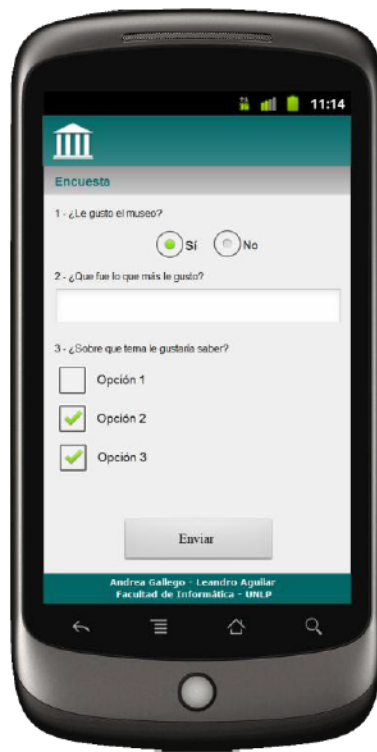 11:14
Encuesta
1 - ¿Le gusto el museo?
Sí No
2 - ¿Que fue lo que más le gusto?
3 - ¿Sobre que tema le gustaría saber?
Opción 1
Opción 2
Opción 3
Enviar
Andrea Gallego - Leandro Aguilar
Facultad de Informática - UNLP